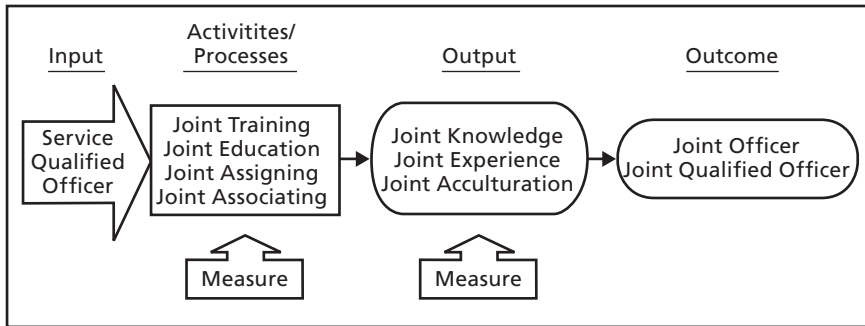 Activitites/
Input Processes Output Outcome
Service
Qualified
Officer
Joint Training
Joint Education
Joint Assigning
Joint Associating
Joint Knowledge
Joint Experience
Joint Acculturation
Joint Officer
Joint Qualified Officer
Measure
Measure